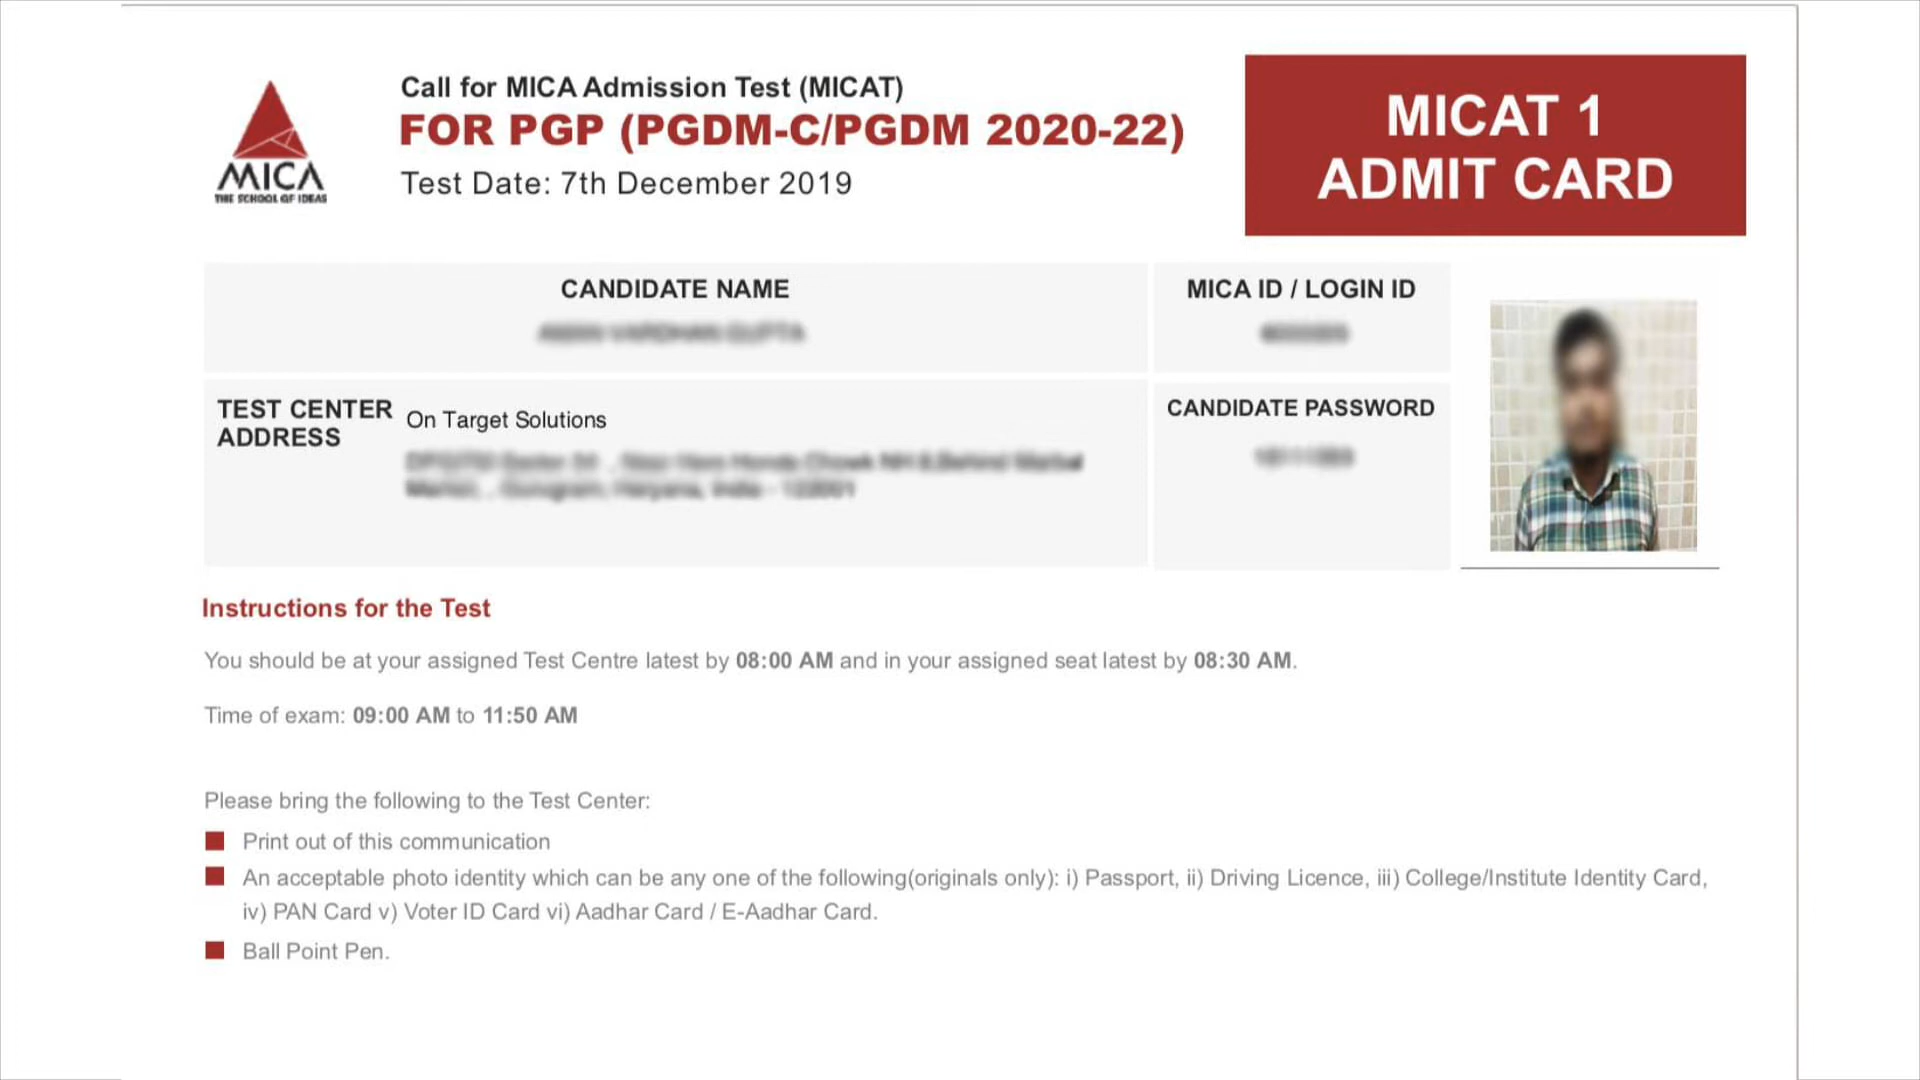 MICA
THE SCHOOL OF IDEAS
Call for MICA Admission Test (MICAT)
FOR PGP (PGDM-C/PGDM 2020-22)
Test Date: 7th December 2019
MICAT 1
ADMIT CARD
CANDIDATE NAME
MICA ID / LOGIN ID
TEST CENTER
ADDRESS
On Target Solutions
CANDIDATE PASSWORD
Instructions for the Test
You should be at your assigned Test Centre latest by 08:00 AM and in your assigned seat latest by 08:30 AM.
Time of exam: 09:00 AM to 11:50 AM
Please bring the following to the Test Center:
Print out of this communication
An acceptable photo identity which can be any one of the following(originals only): i) Passport, ii) Driving Licence, iii) College/Institute Identity Card,
iv) PAN Card v) Voter ID Card vi) Aadhar Card / E-Aadhar Card.
Ball Point Pen.